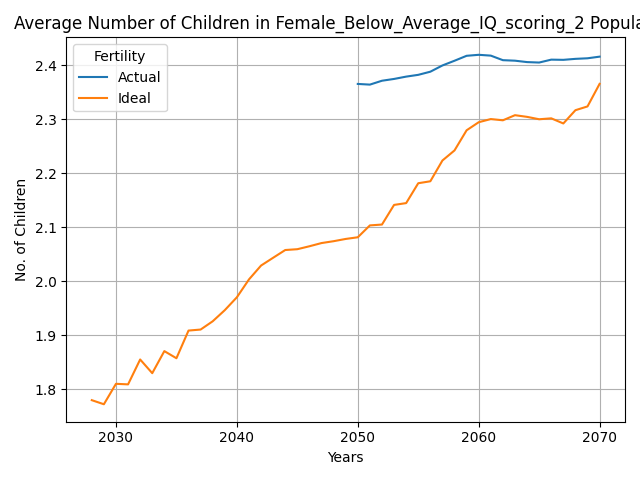 Average Number of Children in Female_Below_Average_IQ_scoring_2 Popula
Fertility
Actual
Ideal
No. of Children
2.4
2.3
2.2
2.1
2.0
1.9
1.8
2030 2040 2050 2060 2070
Years